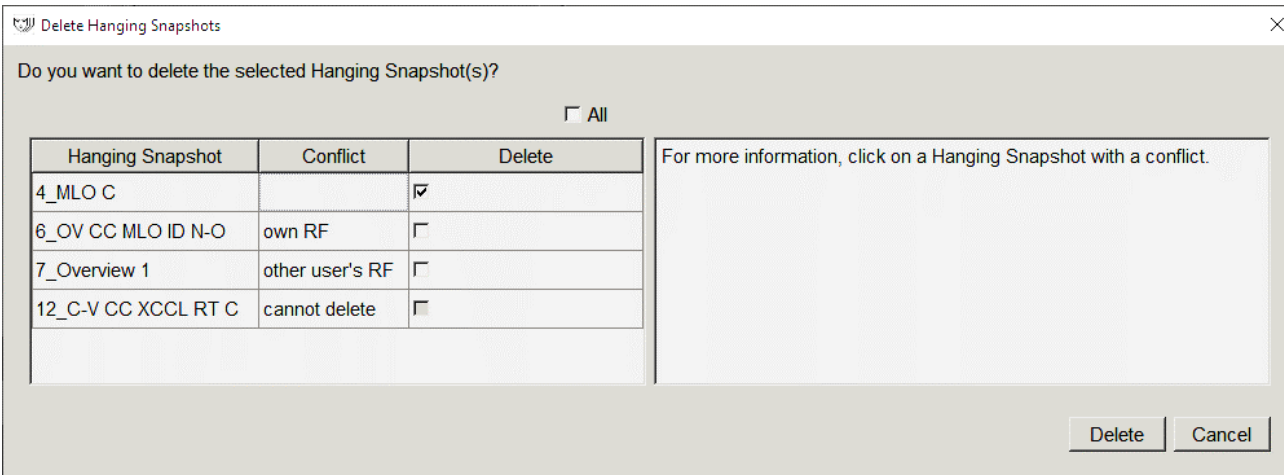 Delete Hanging Snapshots
Do you want to delete the selected Hanging Snapshot(s)?
All
Hanging Snapshot Conflict Delete
4_MLO C
6_OV CC MLO ID N-O own RF
7_Overview 1 other user's RF
12_C-V CC XCCL RT C cannot delete
For more information, click on a Hanging Snapshot with a conflict.
Delete Cancel